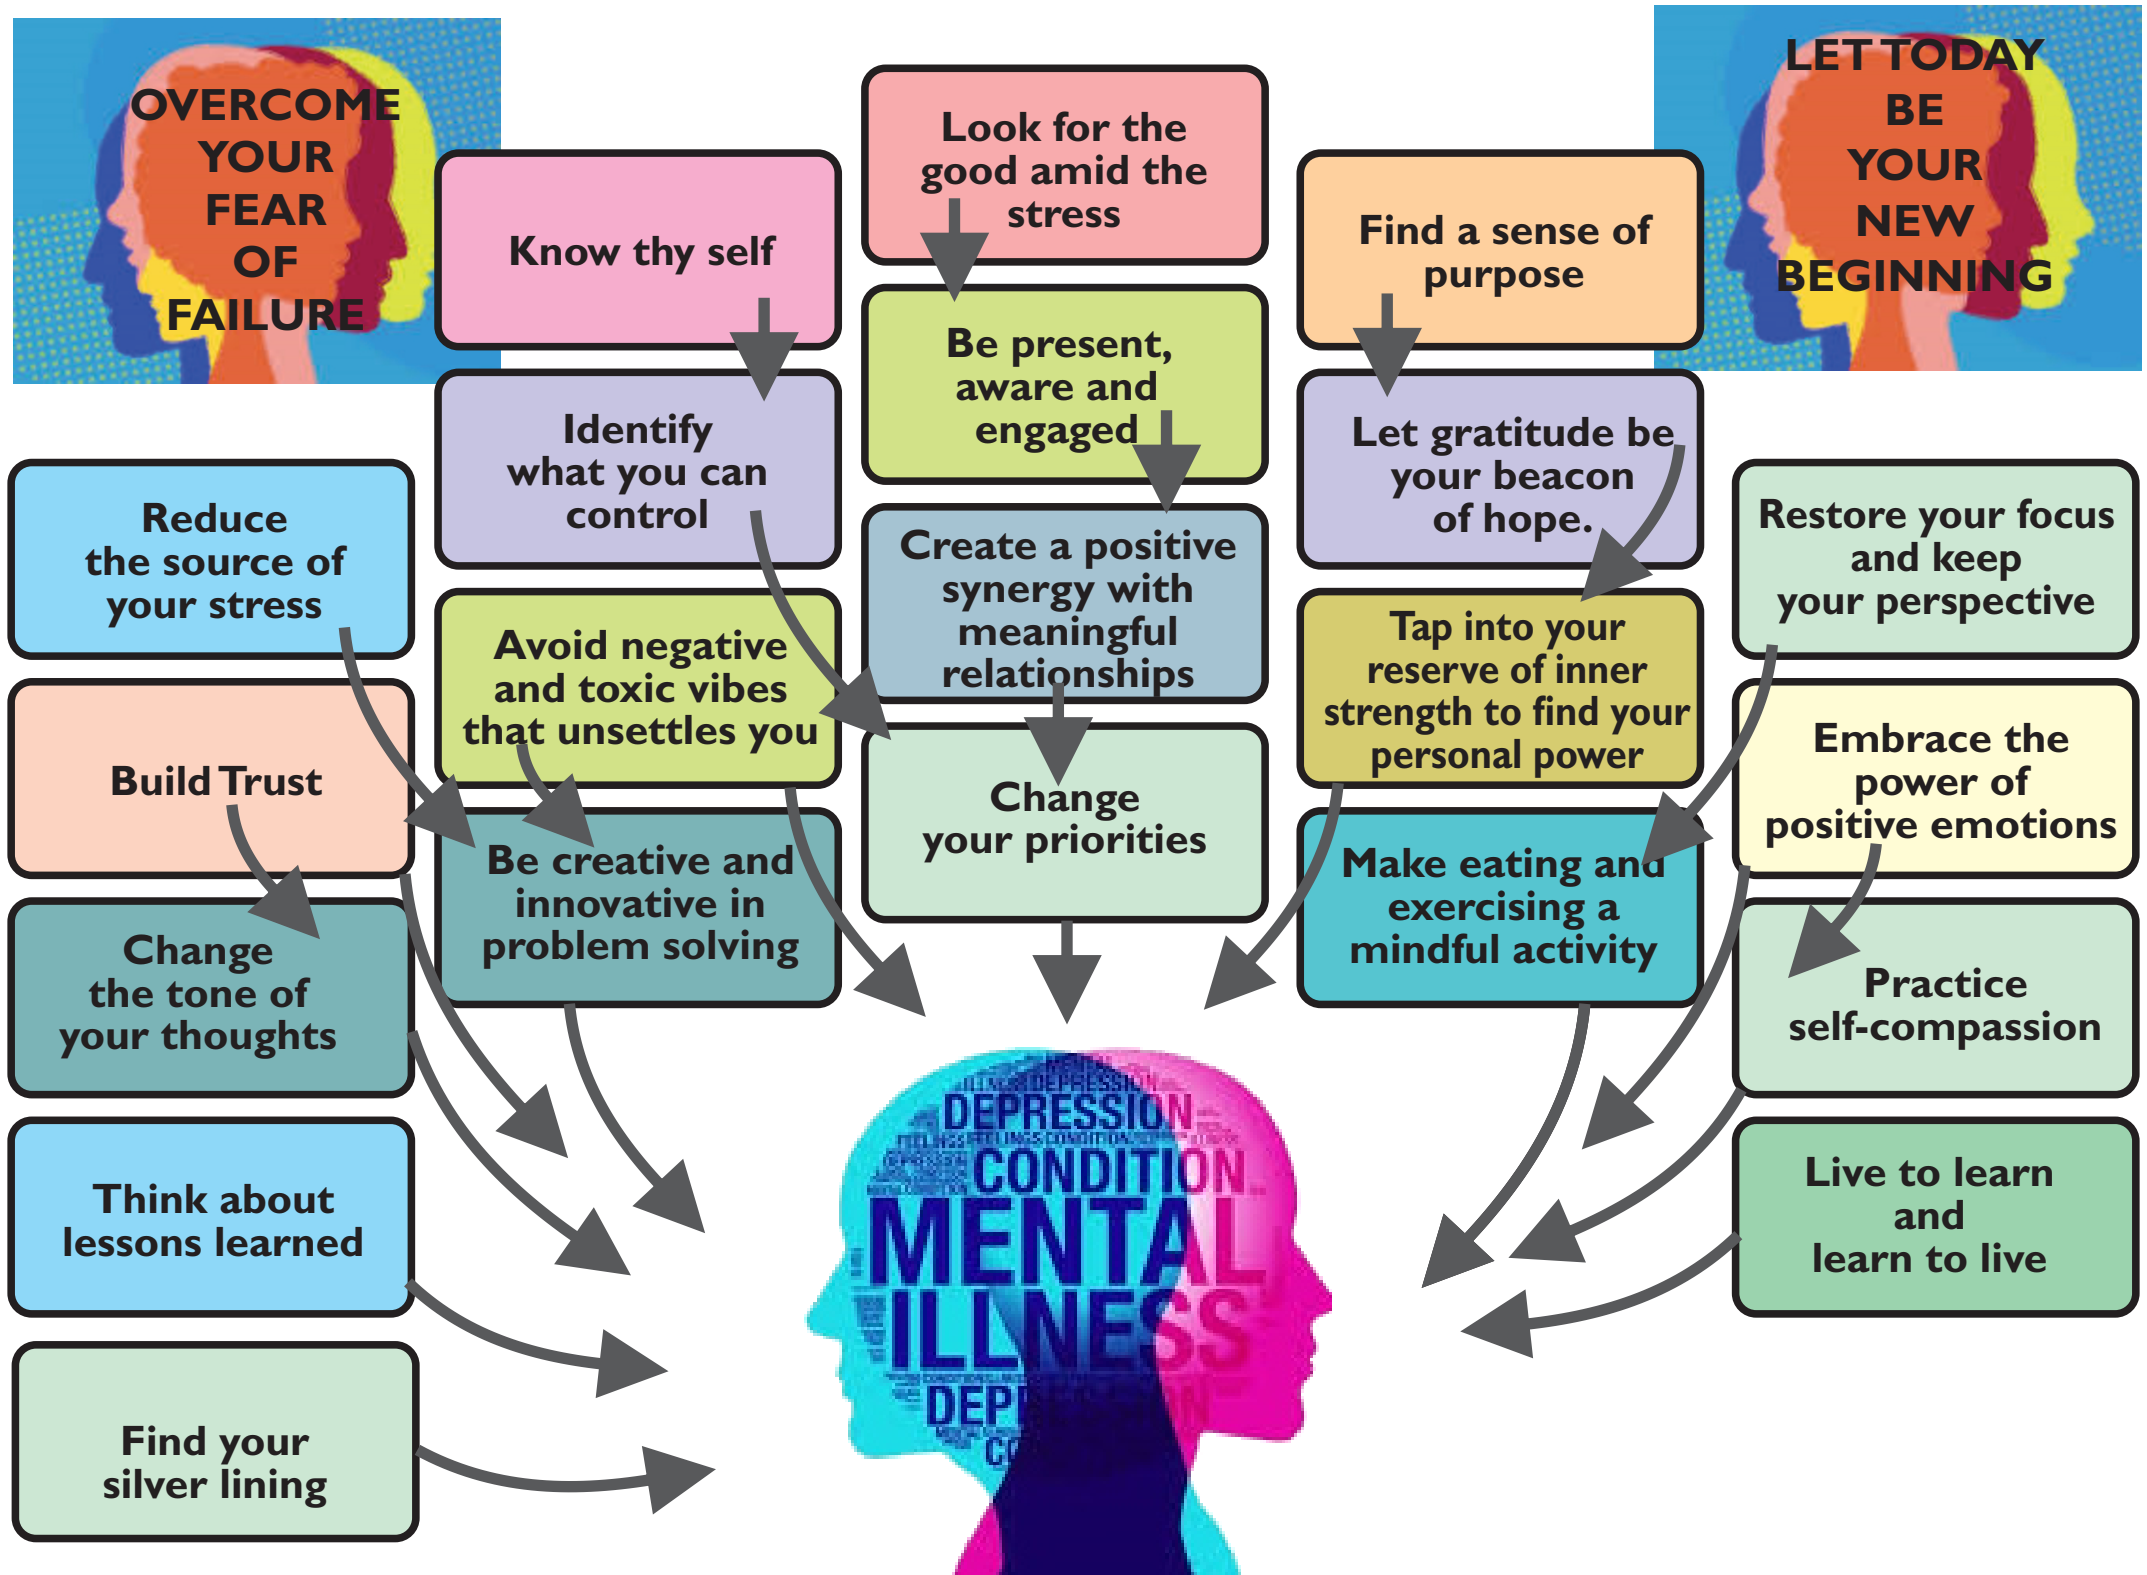 OVERCOME
YOUR
FEAR
OF
FAILURE
LET TODAY
BE
YOUR
NEW
BEGINNING
Look for the
good amid the
stress
Know thy self
Find a sense of
purpose
Be present,
aware and
engaged
Identify
what you can
control
Let gratitude be
your beacon
of hope.
Reduce
the source of
your stress
Restore your focus
and keep
your perspective
Create a positive
synergy with
meaningful
relationships
Avoid negative
and toxic vibes
that unsettles you
Tap into your
reserve of inner
strength to find your
personal power
Build Trust
Embrace the
power of
positive emotions
Change
your priorities
Be creative and
innovative in
problem solving
Make eating and
exercising a
mindful activity
Change
the tone of
your thoughts
Practice
self-compassion
Think about
lessons learned
Live to learn
and
learn to live
Find your
silver lining
DEPRESSION
DEPRESSION
FEELINGS FEELINGS CONDITION
CONDITION
MENTAL
ILLNESS
DEPRESSION